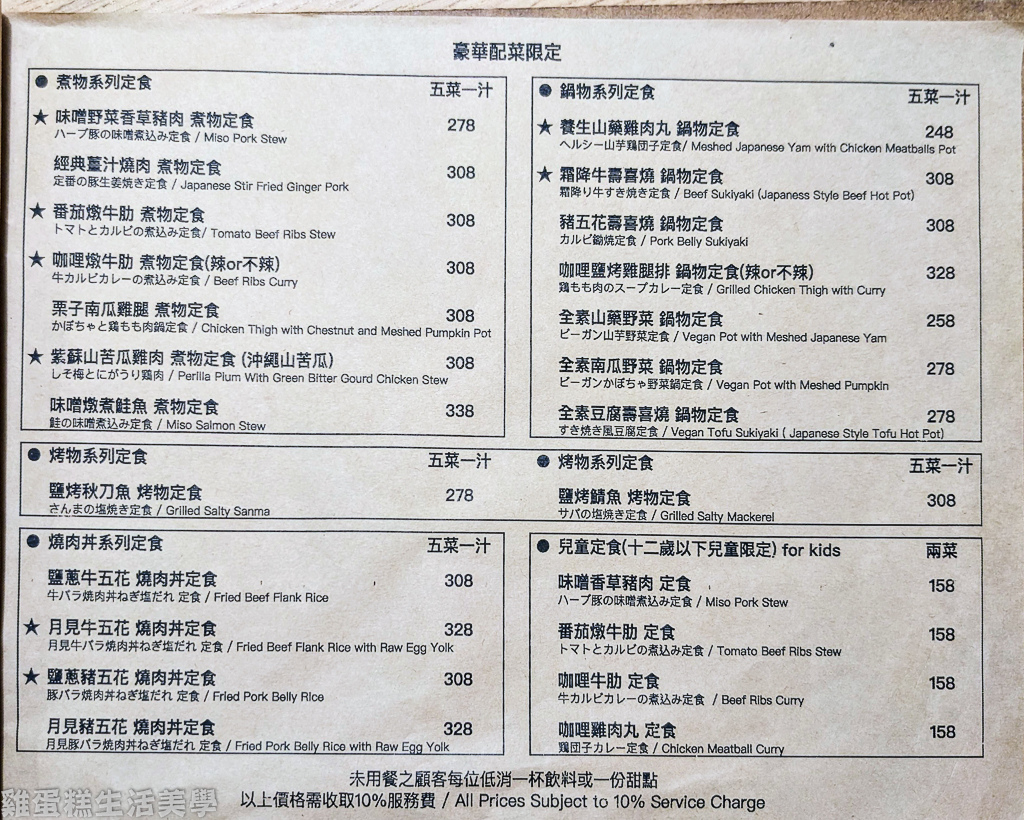 豪華配菜限定
● 煮物系列定食 五菜一汁
★ 味噌野菜香草豬肉 煮物定食 278
ハーブ豚の味噌煮込み定食 / Miso Pork Stew
經典薑汁燒肉 煮物定食 308
定番の豚生姜焼き定食 / Japanese Stir Fried Ginger Pork
★ 番茄燉牛肋 煮物定食 308
トマトとカルビの煮込み定食/ Tomato Beef Ribs Stew
★ 咖哩燉牛肋 煮物定食(辣or不辣) 308
牛カルビカレーの煮込み定食 / Beef Ribs Curry
栗子南瓜雞腿 煮物定食 308
かぼちゃと鶏もも肉鍋定食 / Chicken Thigh with Chestnut and Meshed Pumpkin Pot
★ 紫蘇山苦瓜雞肉 煮物定食 (沖繩山苦瓜) 308
しそ梅とにがうり鶏肉 / Perilla Plum With Green Bitter Gourd Chicken Stew
味噌燉煮鮭魚 煮物定食 338
鮭の味噌煮込み定食 / Miso Salmon Stew
● 鍋物系列定食 五菜一汁
★ 養生山藥雞肉丸 鍋物定食 248
ヘルシー山芋鶏団子定食/ Meshed Japanese Yam with Chicken Meatballs Pot
★ 霜降牛壽喜燒 鍋物定食 308
霜降り牛すき焼き定食 / Beef Sukiyaki (Japaness Style Beef Hot Pot)
豬五花壽喜燒 鍋物定食 308
カルビ鋤焼定食 / Pork Belly Sukiyaki
咖哩鹽烤雞腿排 鍋物定食(辣or不辣) 328
鶏もも肉のスープカレー定食 / Grilled Chicken Thigh with Curry
全素山藥野菜 鍋物定食 258
ビーガン山芋野菜定食 / Vegan Pot with Meshed Japanese Yam
全素南瓜野菜 鍋物定食 278
ビーガンかぼちゃ野菜鍋定食 / Vegan Pot with Meshed Pumpkin
全素豆腐壽喜燒 鍋物定食 278
すき焼き風豆腐定食 / Vegan Tofu Sukiyaki ( Japanese Style Tofu Hot Pot)
● 烤物系列定食 五菜一汁
鹽烤秋刀魚 烤物定食 278
さんまの塩焼き定食 / Grilled Salty Sanma
● 烤物系列定食 五菜一汁
鹽烤鯖魚 烤物定食 308
サバの塩焼き定食 / Grilled Salty Mackerel
● 燒肉丼系列定食 五菜一汁
鹽蔥牛五花 燒肉丼定食 308
牛バラ焼肉丼ねぎ塩だれ 定食 / Fried Beef Flank Rice
★ 月見牛五花 燒肉丼定食 328
月見牛バラ焼肉丼ねぎ塩だれ 定食 / Fried Beef Flank Rice with Raw Egg Yolk
★ 鹽蔥豬五花 燒肉丼定食 308
豚バラ焼肉丼ねぎ塩だれ 定食 / Fried Pork Belly Rice
月見豬五花 燒肉丼定食 328
月見豚バラ焼肉丼ねぎ塩だれ 定食 / Fried Pork Belly Rice with Raw Egg Yolk
● 兒童定食(十二歲以下兒童限定) for kids 兩菜
味噌香草豬肉 定食 158
ハーブ豚の味噌煮込み定食 / Miso Pork Stew
番茄燉牛肋 定食 158
トマトとカルビの煮込み定食 / Tomato Beef Ribs Stew
咖哩牛肋 定食 158
牛カルビカレーの煮込み定食 / Beef Ribs Curry
咖哩雞肉丸 定食 158
鶏団子カレー定食 / Chicken Meatball Curry
未用餐之顧客每位低消一杯飲料或一份甜點
以上價格需收取10%服務費 / All Prices Subject to 10% Service Charge
雞蛋糕生活美學